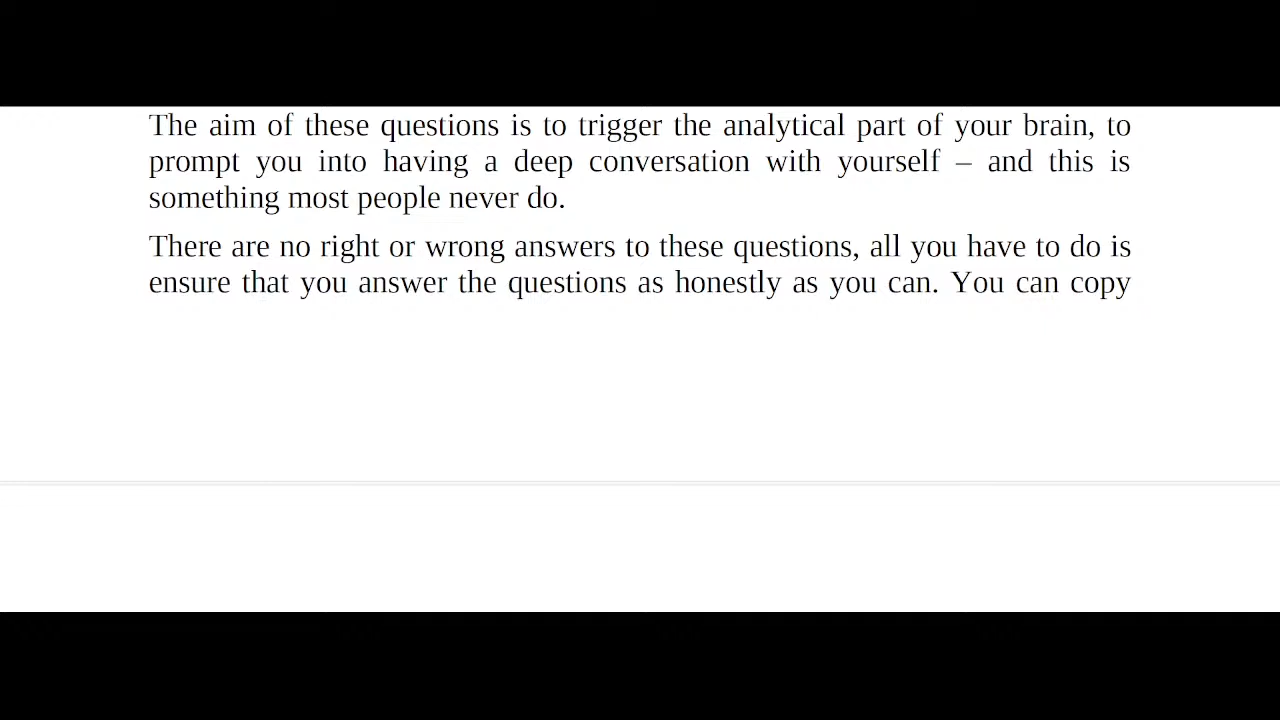 The aim of these questions is to trigger the analytical part of your brain, to
prompt you into having a deep conversation with yourself – and this is
something most people never do.
There are no right or wrong answers to these questions, all you have to do is
ensure that you answer the questions as honestly as you can. You can copy